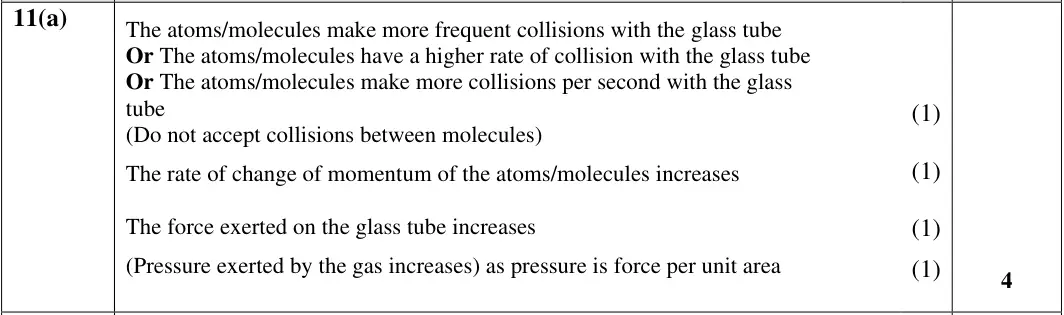 11(a)
The atoms/molecules make more frequent collisions with the glass tube
Or The atoms/molecules have a higher rate of collision with the glass tube
Or The atoms/molecules make more collisions per second with the glass
tube
(1)
(Do not accept collisions between molecules)
The rate of change of momentum of the atoms/molecules increases (1)
The force exerted on the glass tube increases (1)
(Pressure exerted by the gas increases) as pressure is force per unit area (1)
4